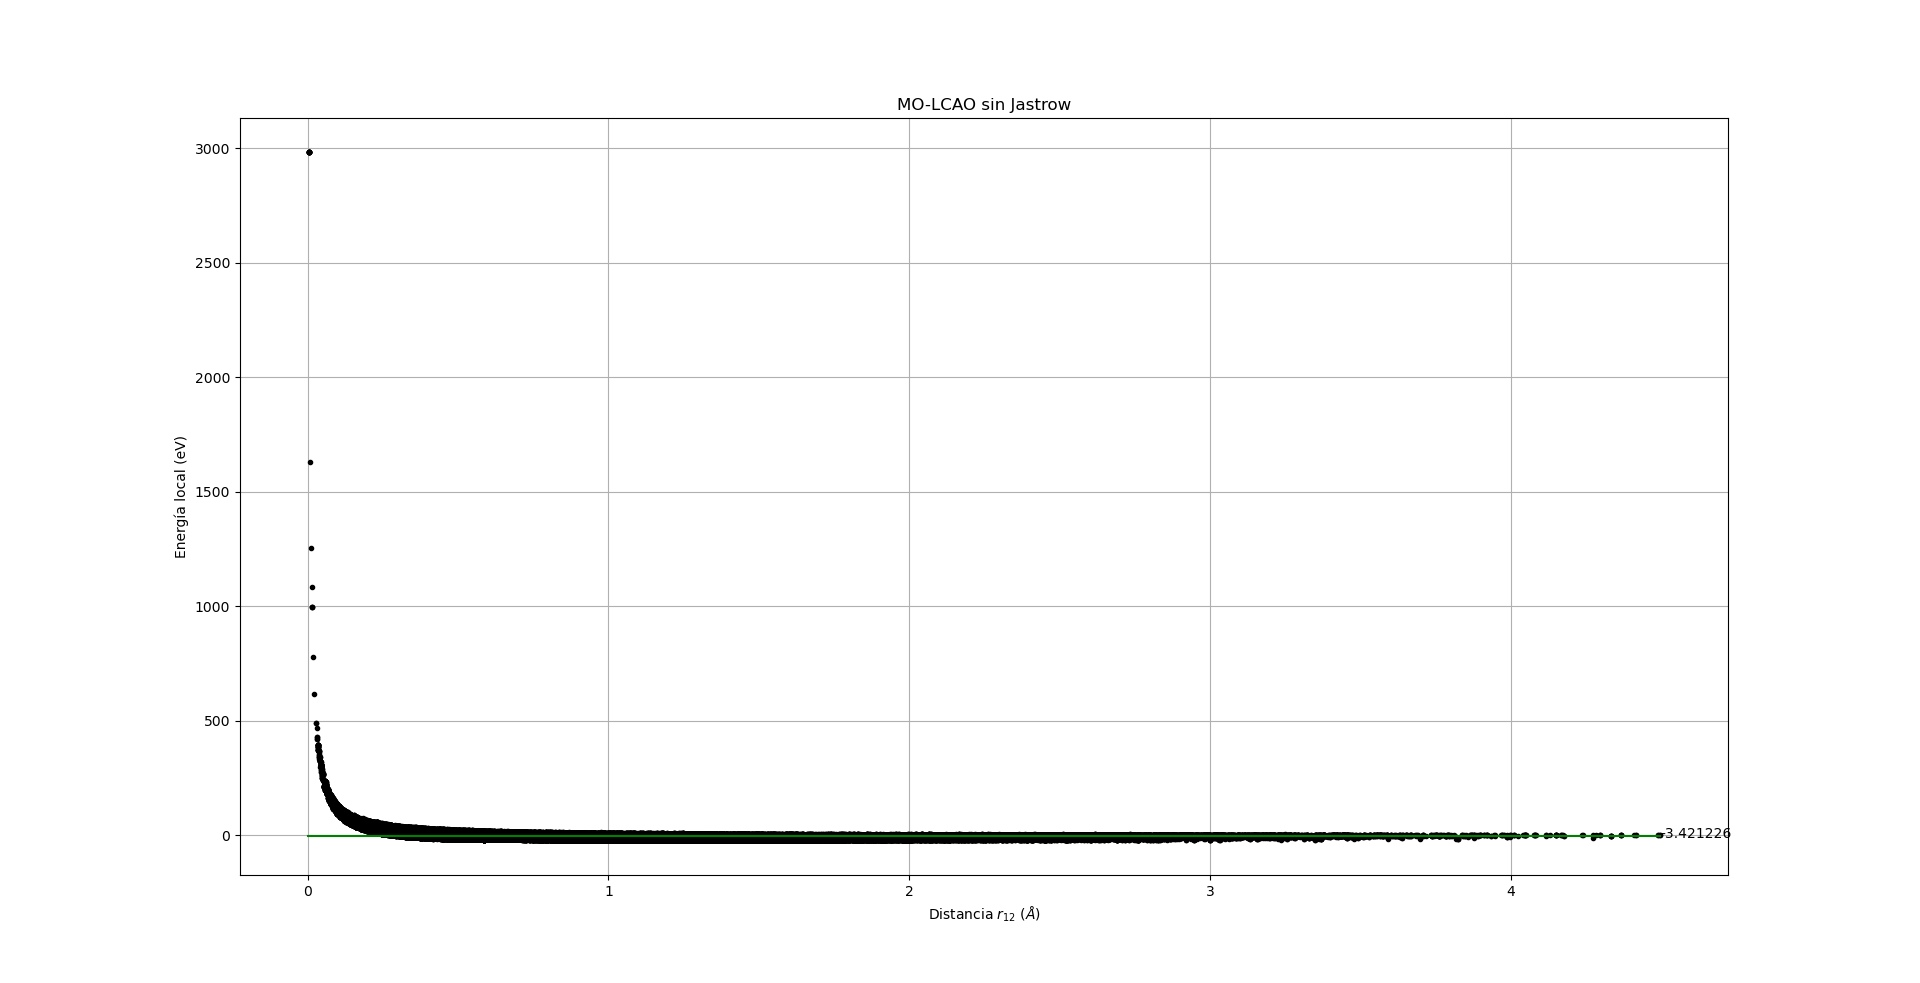 MO-LCAO sin Jastrow
Energía local (eV)
3000
2500
2000
1500
1000
500
0
-3.421226
0 1 2 3 4
Distancia r₁₂ (Å)